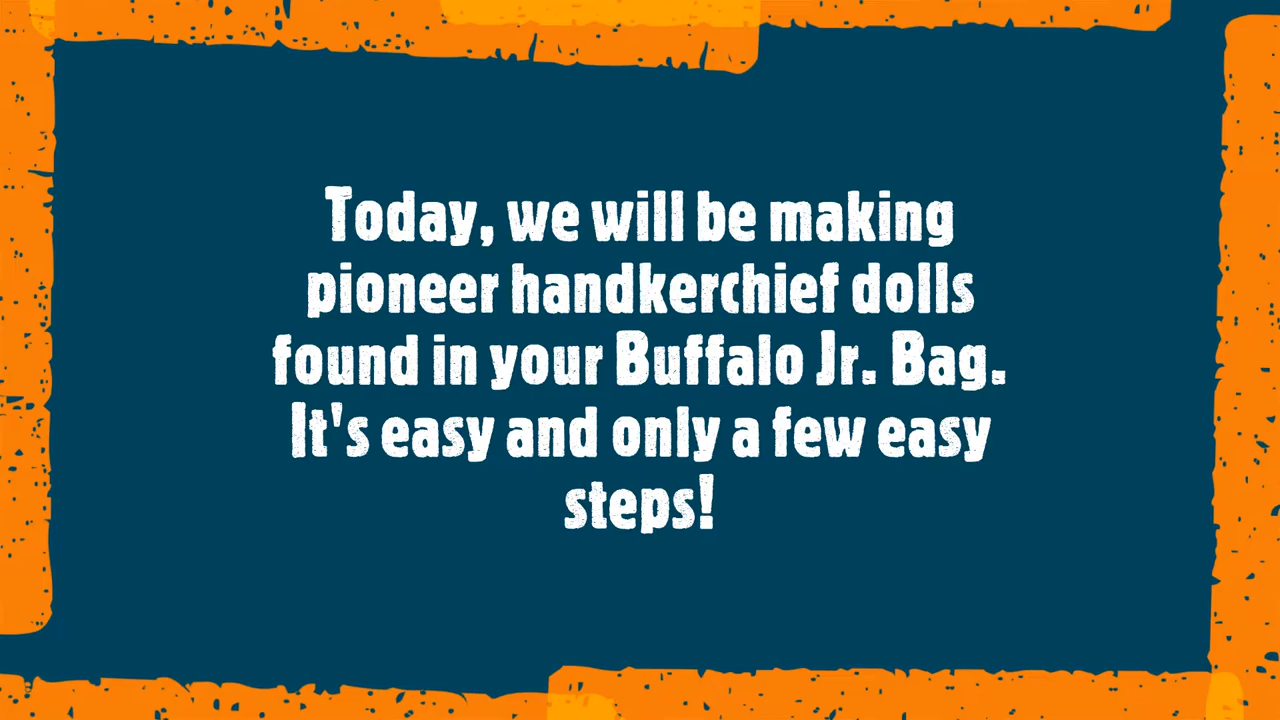 Today, we will be making
pioneer handkerchief dolls
found in your Buffalo Jr. Bag.
It's easy and only a few easy
steps!